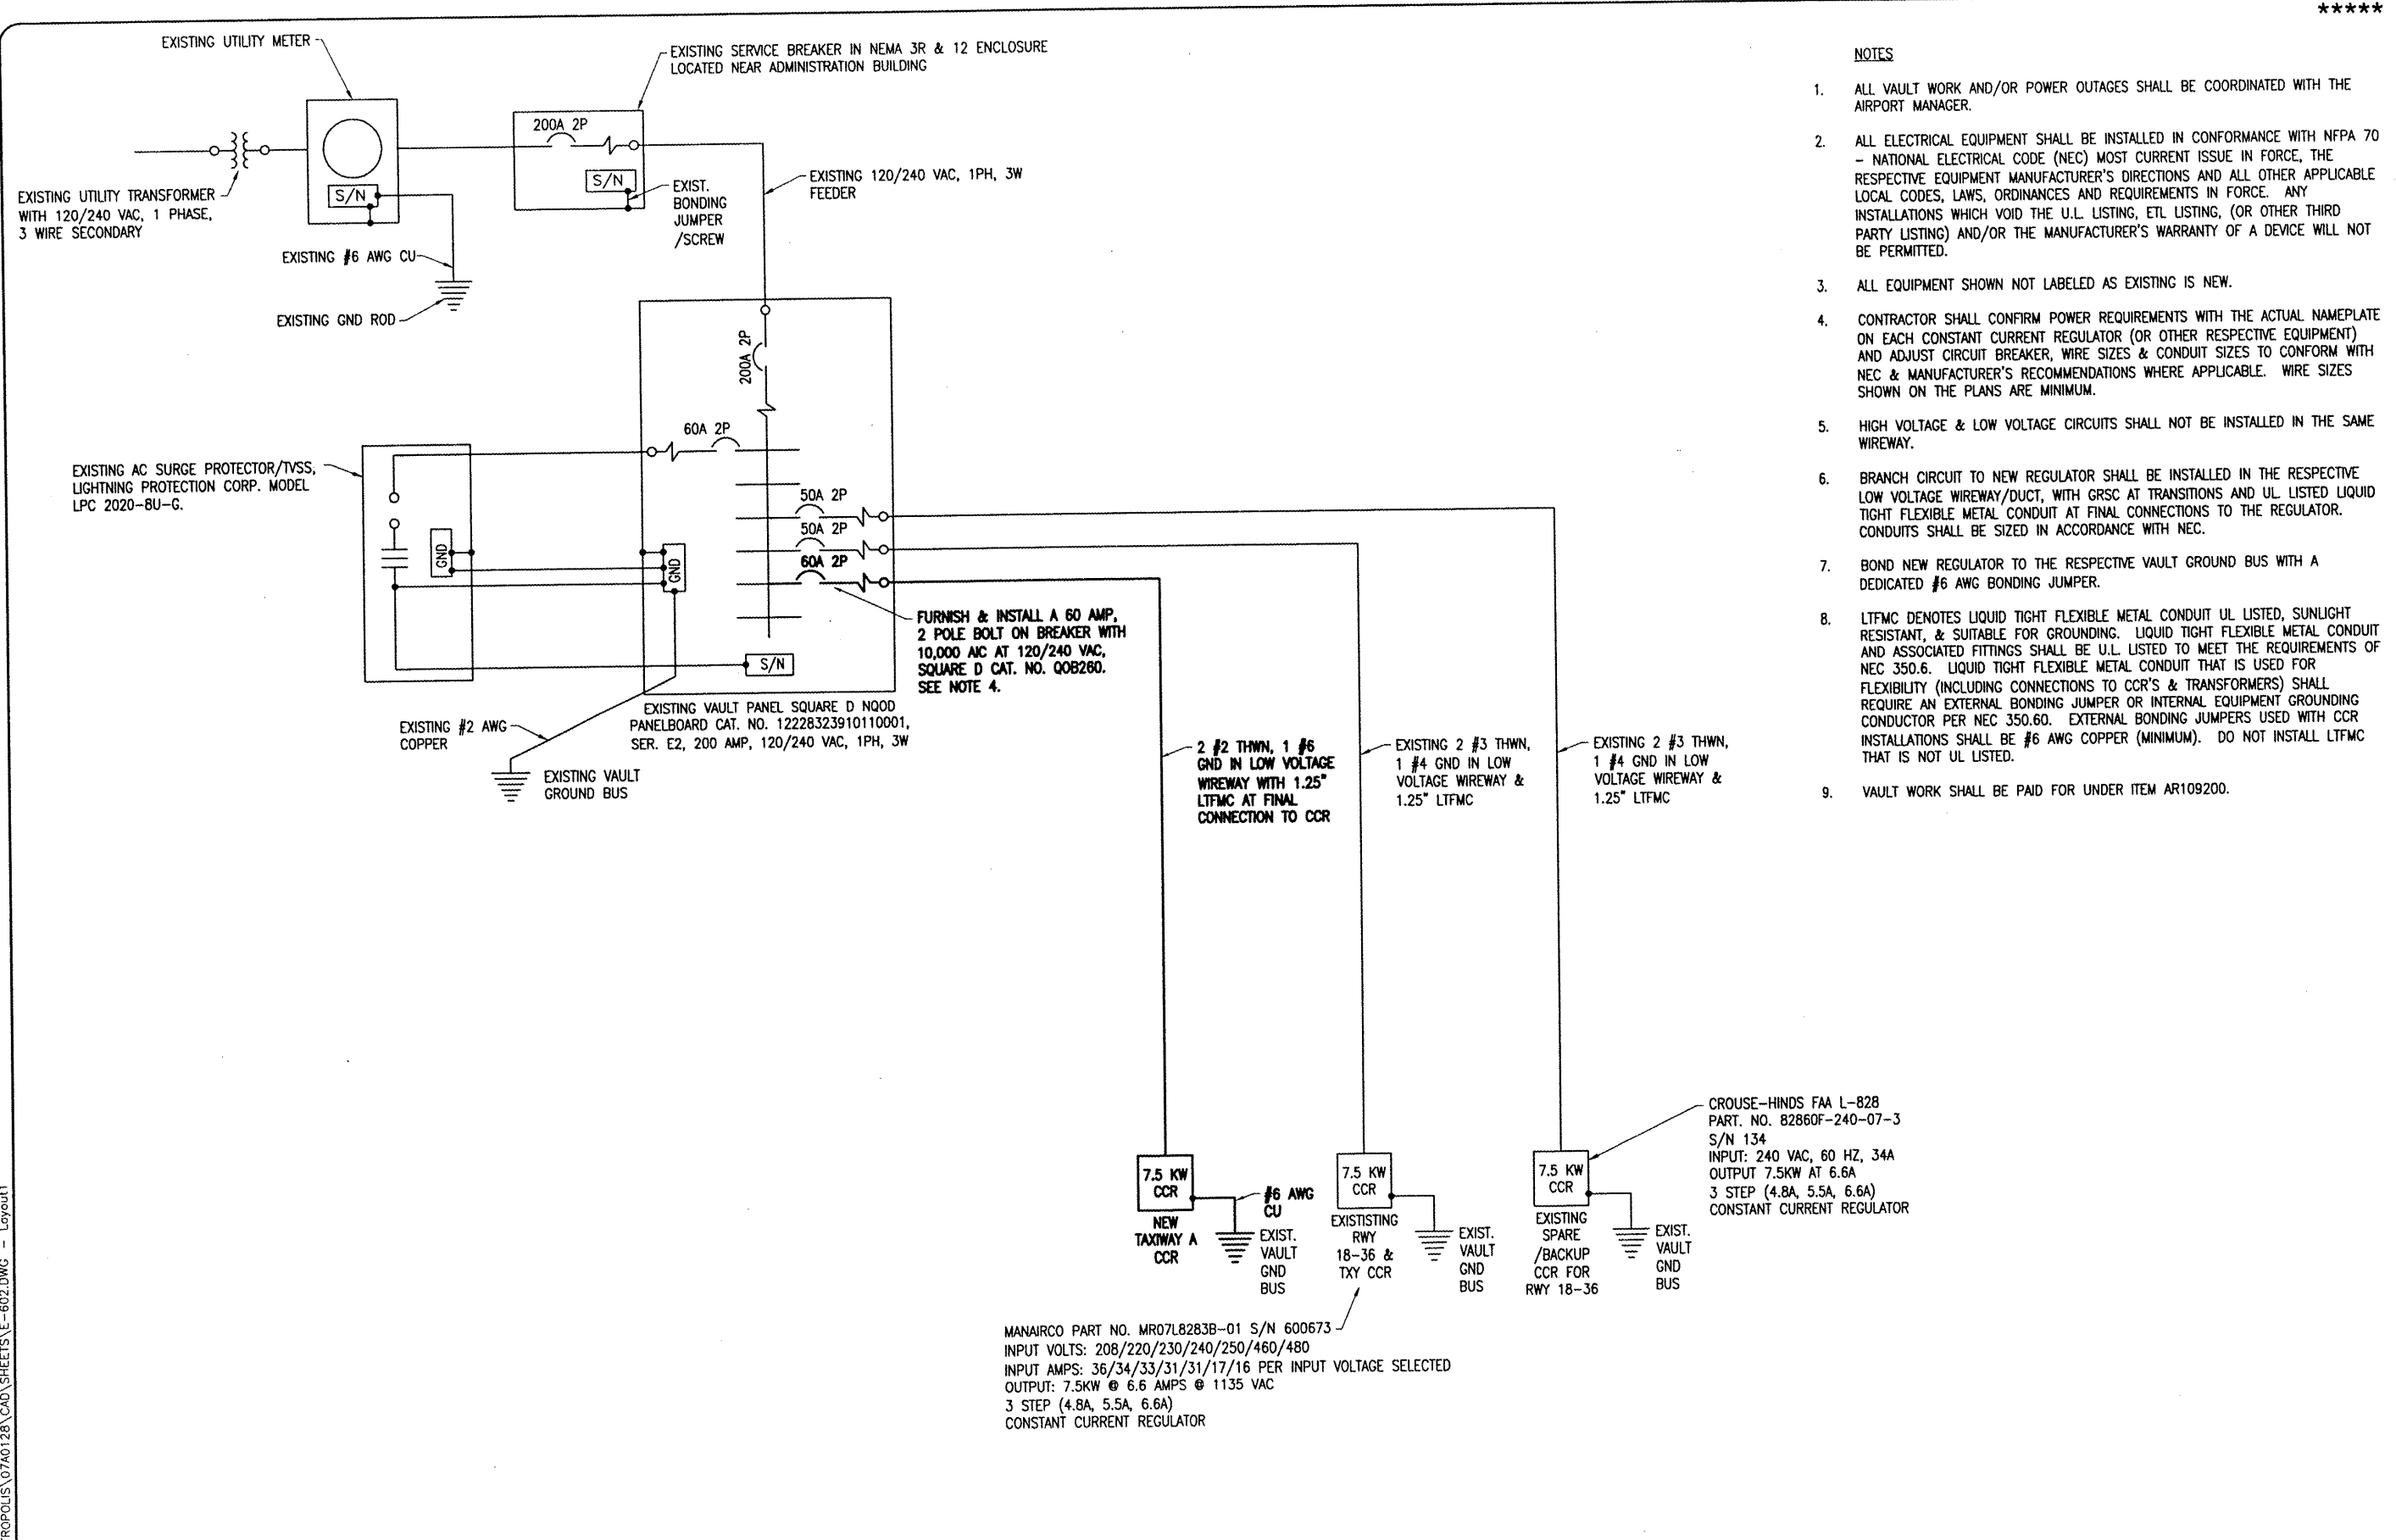 *****
EXISTING UTILITY METER
EXISTING SERVICE BREAKER IN NEMA 3R & 12 ENCLOSURE
LOCATED NEAR ADMINISTRATION BUILDING
200A 2P
S/N
S/N
EXISTING UTILITY TRANSFORMER
WITH 120/240 VAC, 1 PHASE,
3 WIRE SECONDARY
EXIST.
BONDING
JUMPER
/SCREW
EXISTING 120/240 VAC, 1PH, 3W
FEEDER
EXISTING #6 AWG CU
EXISTING GND ROD
200A 2P
60A 2P
EXISTING AC SURGE PROTECTOR/TVSS,
LIGHTNING PROTECTION CORP. MODEL
LPC 2020-8U-G.
50A 2P
50A 2P
60A 2P
GND
GND
S/N
FURNISH & INSTALL A 60 AMP,
2 POLE BOLT ON BREAKER WITH
10,000 AIC AT 120/240 VAC,
SQUARE D CAT. NO. QOB260.
SEE NOTE 4.
EXISTING VAULT PANEL SQUARE D NQOD
PANELBOARD CAT. NO. 12228323910110001,
SER. E2, 200 AMP, 120/240 VAC, 1PH, 3W
EXISTING #2 AWG
COPPER
EXISTING VAULT
GROUND BUS
2 #2 THWN, 1 #6
GND IN LOW VOLTAGE
WIREWAY WITH 1.25"
LTFMC AT FINAL
CONNECTION TO CCR
EXISTING 2 #3 THWN,
1 #4 GND IN LOW
VOLTAGE WIREWAY &
1.25" LTFMC
EXISTING 2 #3 THWN,
1 #4 GND IN LOW
VOLTAGE WIREWAY &
1.25" LTFMC
7.5 KW
CCR
NEW
TAXIWAY A
CCR
#6 AWG
CU
EXIST.
VAULT
GND
BUS
7.5 KW
CCR
EXISTISTING
RWY
18-36 &
TXY CCR
EXIST.
VAULT
GND
BUS
7.5 KW
CCR
EXISTING
SPARE
/BACKUP
CCR FOR
RWY 18-36
EXIST.
VAULT
GND
BUS
CROUSE-HINDS FAA L-828
PART. NO. 82860F-240-07-3
S/N 134
INPUT: 240 VAC, 60 HZ, 34A
OUTPUT 7.5KW AT 6.6A
3 STEP (4.8A, 5.5A, 6.6A)
CONSTANT CURRENT REGULATOR
MANAIRCO PART NO. MR07L8283B-01 S/N 600673
INPUT VOLTS: 208/220/230/240/250/460/480
INPUT AMPS: 36/34/33/31/31/17/16 PER INPUT VOLTAGE SELECTED
OUTPUT: 7.5KW @ 6.6 AMPS @ 1135 VAC
3 STEP (4.8A, 5.5A, 6.6A)
CONSTANT CURRENT REGULATOR
NOTES
1. ALL VAULT WORK AND/OR POWER OUTAGES SHALL BE COORDINATED WITH THE
AIRPORT MANAGER.
2. ALL ELECTRICAL EQUIPMENT SHALL BE INSTALLED IN CONFORMANCE WITH NFPA 70
- NATIONAL ELECTRICAL CODE (NEC) MOST CURRENT ISSUE IN FORCE, THE
RESPECTIVE EQUIPMENT MANUFACTURER'S DIRECTIONS AND ALL OTHER APPLICABLE
LOCAL CODES, LAWS, ORDINANCES AND REQUIREMENTS IN FORCE. ANY
INSTALLATIONS WHICH VOID THE U.L. LISTING, ETL LISTING, (OR OTHER THIRD
PARTY LISTING) AND/OR THE MANUFACTURER'S WARRANTY OF A DEVICE WILL NOT
BE PERMITTED.
3. ALL EQUIPMENT SHOWN NOT LABELED AS EXISTING IS NEW.
4. CONTRACTOR SHALL CONFIRM POWER REQUIREMENTS WITH THE ACTUAL NAMEPLATE
ON EACH CONSTANT CURRENT REGULATOR (OR OTHER RESPECTIVE EQUIPMENT)
AND ADJUST CIRCUIT BREAKER, WIRE SIZES & CONDUIT SIZES TO CONFORM WITH
NEC & MANUFACTURER'S RECOMMENDATIONS WHERE APPLICABLE. WIRE SIZES
SHOWN ON THE PLANS ARE MINIMUM.
5. HIGH VOLTAGE & LOW VOLTAGE CIRCUITS SHALL NOT BE INSTALLED IN THE SAME
WIREWAY.
6. BRANCH CIRCUIT TO NEW REGULATOR SHALL BE INSTALLED IN THE RESPECTIVE
LOW VOLTAGE WIREWAY/DUCT, WITH GRSC AT TRANSITIONS AND UL LISTED LIQUID
TIGHT FLEXIBLE METAL CONDUIT AT FINAL CONNECTIONS TO THE REGULATOR.
CONDUITS SHALL BE SIZED IN ACCORDANCE WITH NEC.
7. BOND NEW REGULATOR TO THE RESPECTIVE VAULT GROUND BUS WITH A
DEDICATED #6 AWG BONDING JUMPER.
8. LTFMC DENOTES LIQUID TIGHT FLEXIBLE METAL CONDUIT UL LISTED, SUNLIGHT
RESISTANT, & SUITABLE FOR GROUNDING. LIQUID TIGHT FLEXIBLE METAL CONDUIT
AND ASSOCIATED FITTINGS SHALL BE U.L. LISTED TO MEET THE REQUIREMENTS OF
NEC 350.6. LIQUID TIGHT FLEXIBLE METAL CONDUIT THAT IS USED FOR
FLEXIBILITY (INCLUDING CONNECTIONS TO CCR'S & TRANSFORMERS) SHALL
REQUIRE AN EXTERNAL BONDING JUMPER OR INTERNAL EQUIPMENT GROUNDING
CONDUCTOR PER NEC 350.60. EXTERNAL BONDING JUMPERS USED WITH CCR
INSTALLATIONS SHALL BE #6 AWG COPPER (MINIMUM). DO NOT INSTALL LTFMC
THAT IS NOT UL LISTED.
9. VAULT WORK SHALL BE PAID FOR UNDER ITEM AR109200.
ROPOLIS\07A0128\CAD\SHEETS\E-602.DWG - Layout1